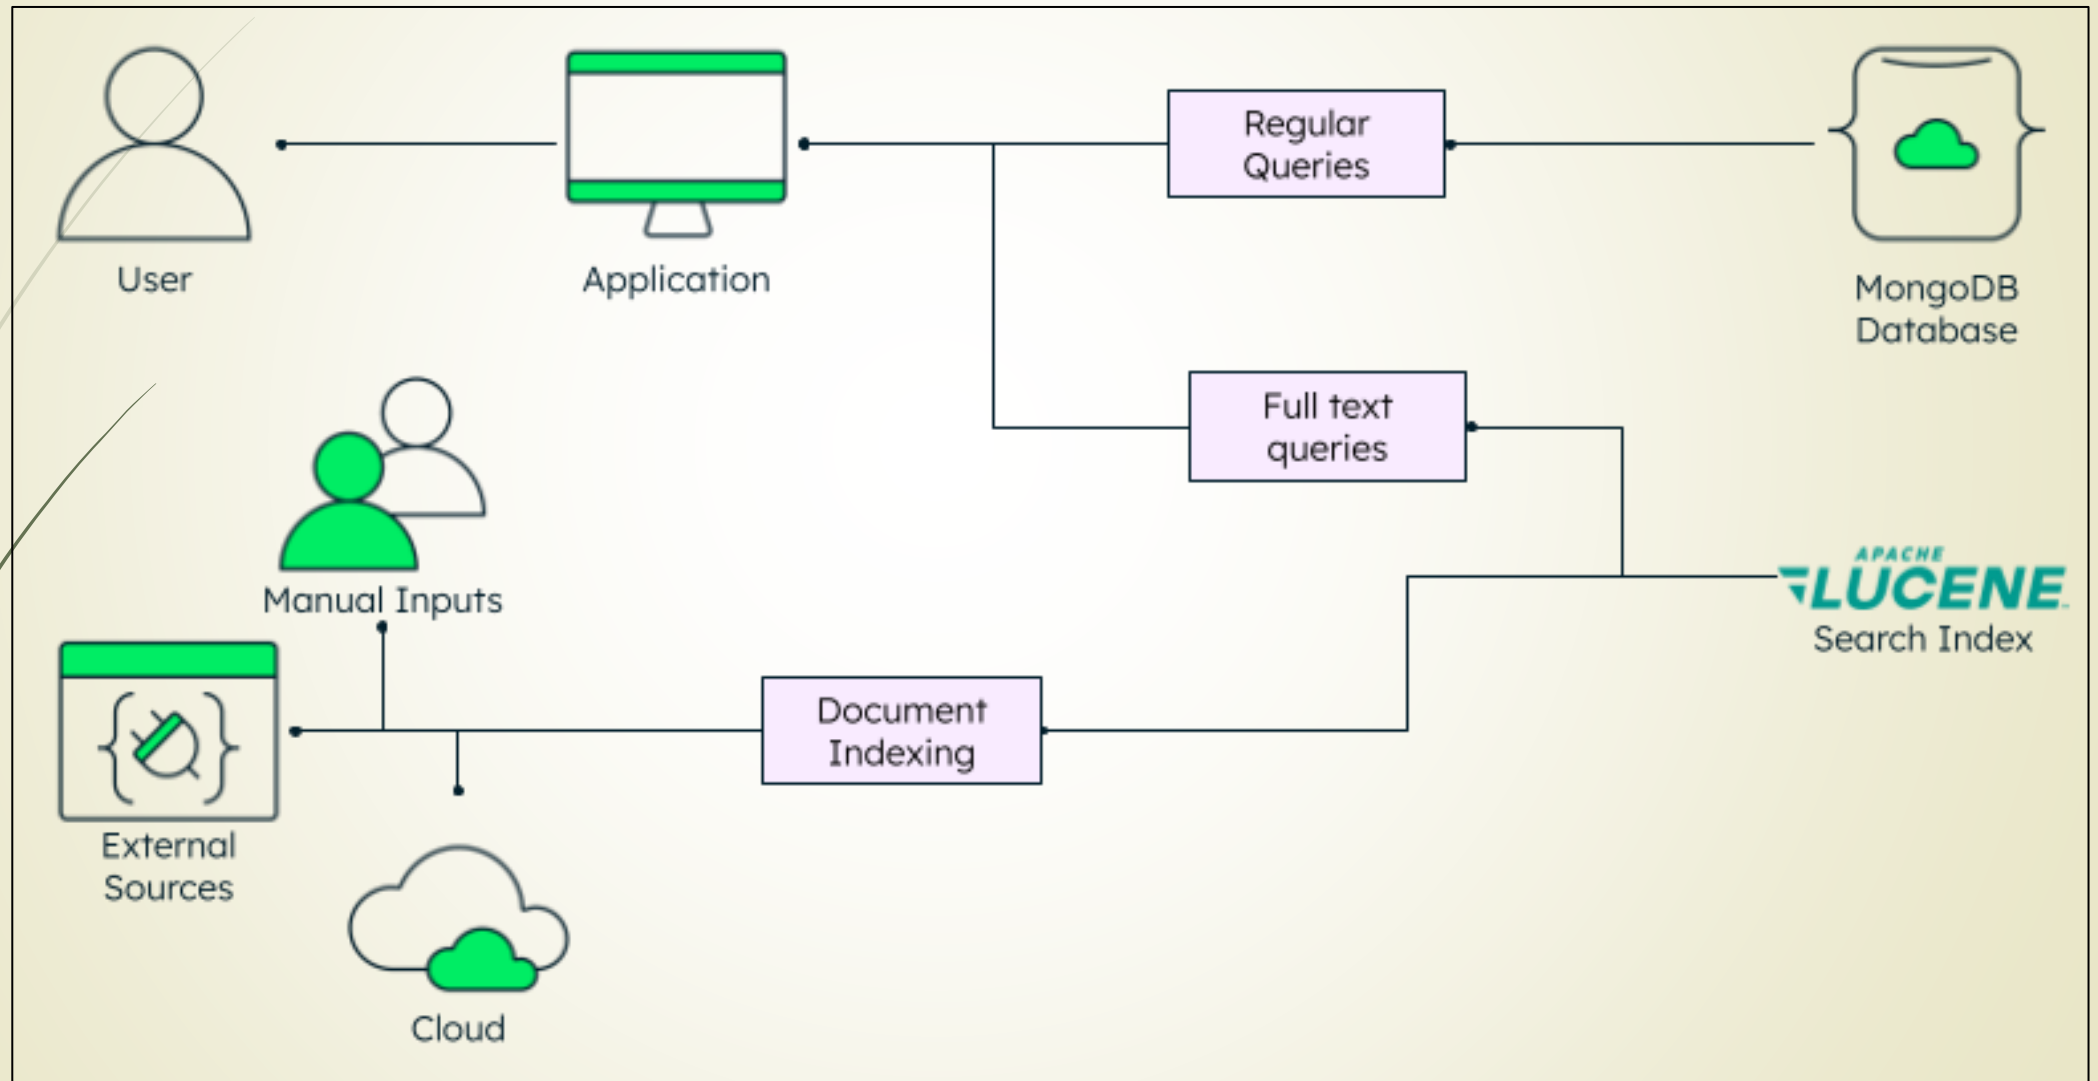 User
Application
Regular
Queries
MongoDB
Database
Full text
queries
Manual Inputs
APACHE
LUCENE™
Search Index
Document
Indexing
External
Sources
Cloud